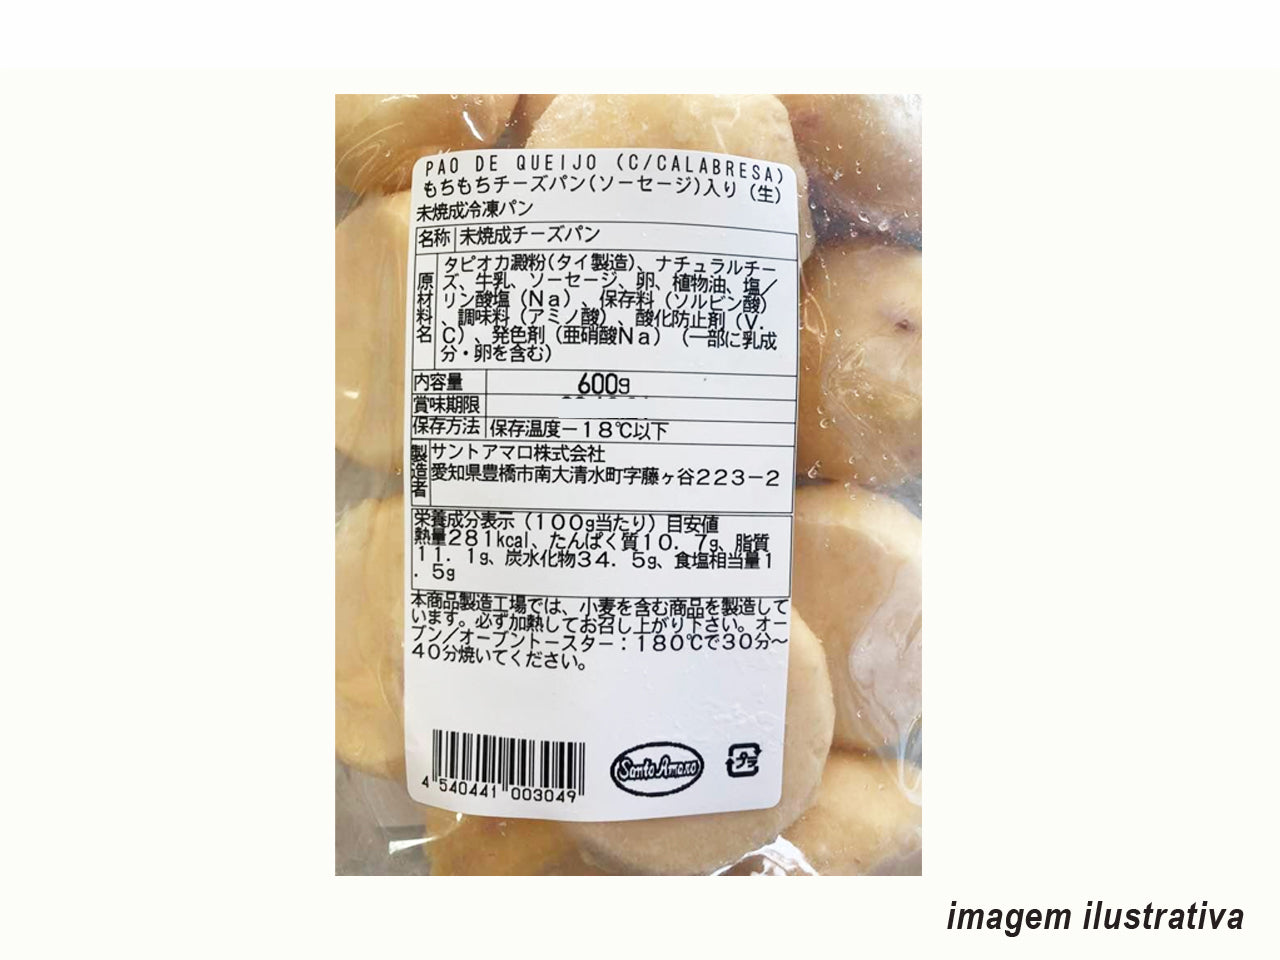 PAO DE QUEIJO (C/CALABRESA)
もちもちチーズパン(ソーセージ)入り (生)
未焼成冷凍パン
名称 未焼成チーズパン
原材料名
タピオカ澱粉(タイ製造)、ナチュラルチー
ズ、牛乳、ソーセージ、卵、植物油、塩/
リン酸塩(Na)、保存料(ソルビン酸)
、調味料(アミノ酸)、酸化防止剤(V.
C)、発色剤(亜硝酸Na) (一部に乳成
分・卵を含む)
内容量 600g
賞味期限
保存方法 保存温度-18℃以下
製造者
サントアマロ株式会社
愛知県豊橋市南大清水町字藤ヶ谷223-2
栄養成分表示(100g当たり)目安値
熱量281kcal、たんぱく質10.7g、脂質
11.1g、炭水化物34.5g、食塩相当量1
.5g
本商品製造工場では、小麦を含む商品を製造して
います。必ず加熱してお召し上がり下さい。オー
ブン/オーブントースター:180℃で30分~
40分焼いてください。
4 540441 003049
Santo Amaro
プラ
imagem ilustrativa